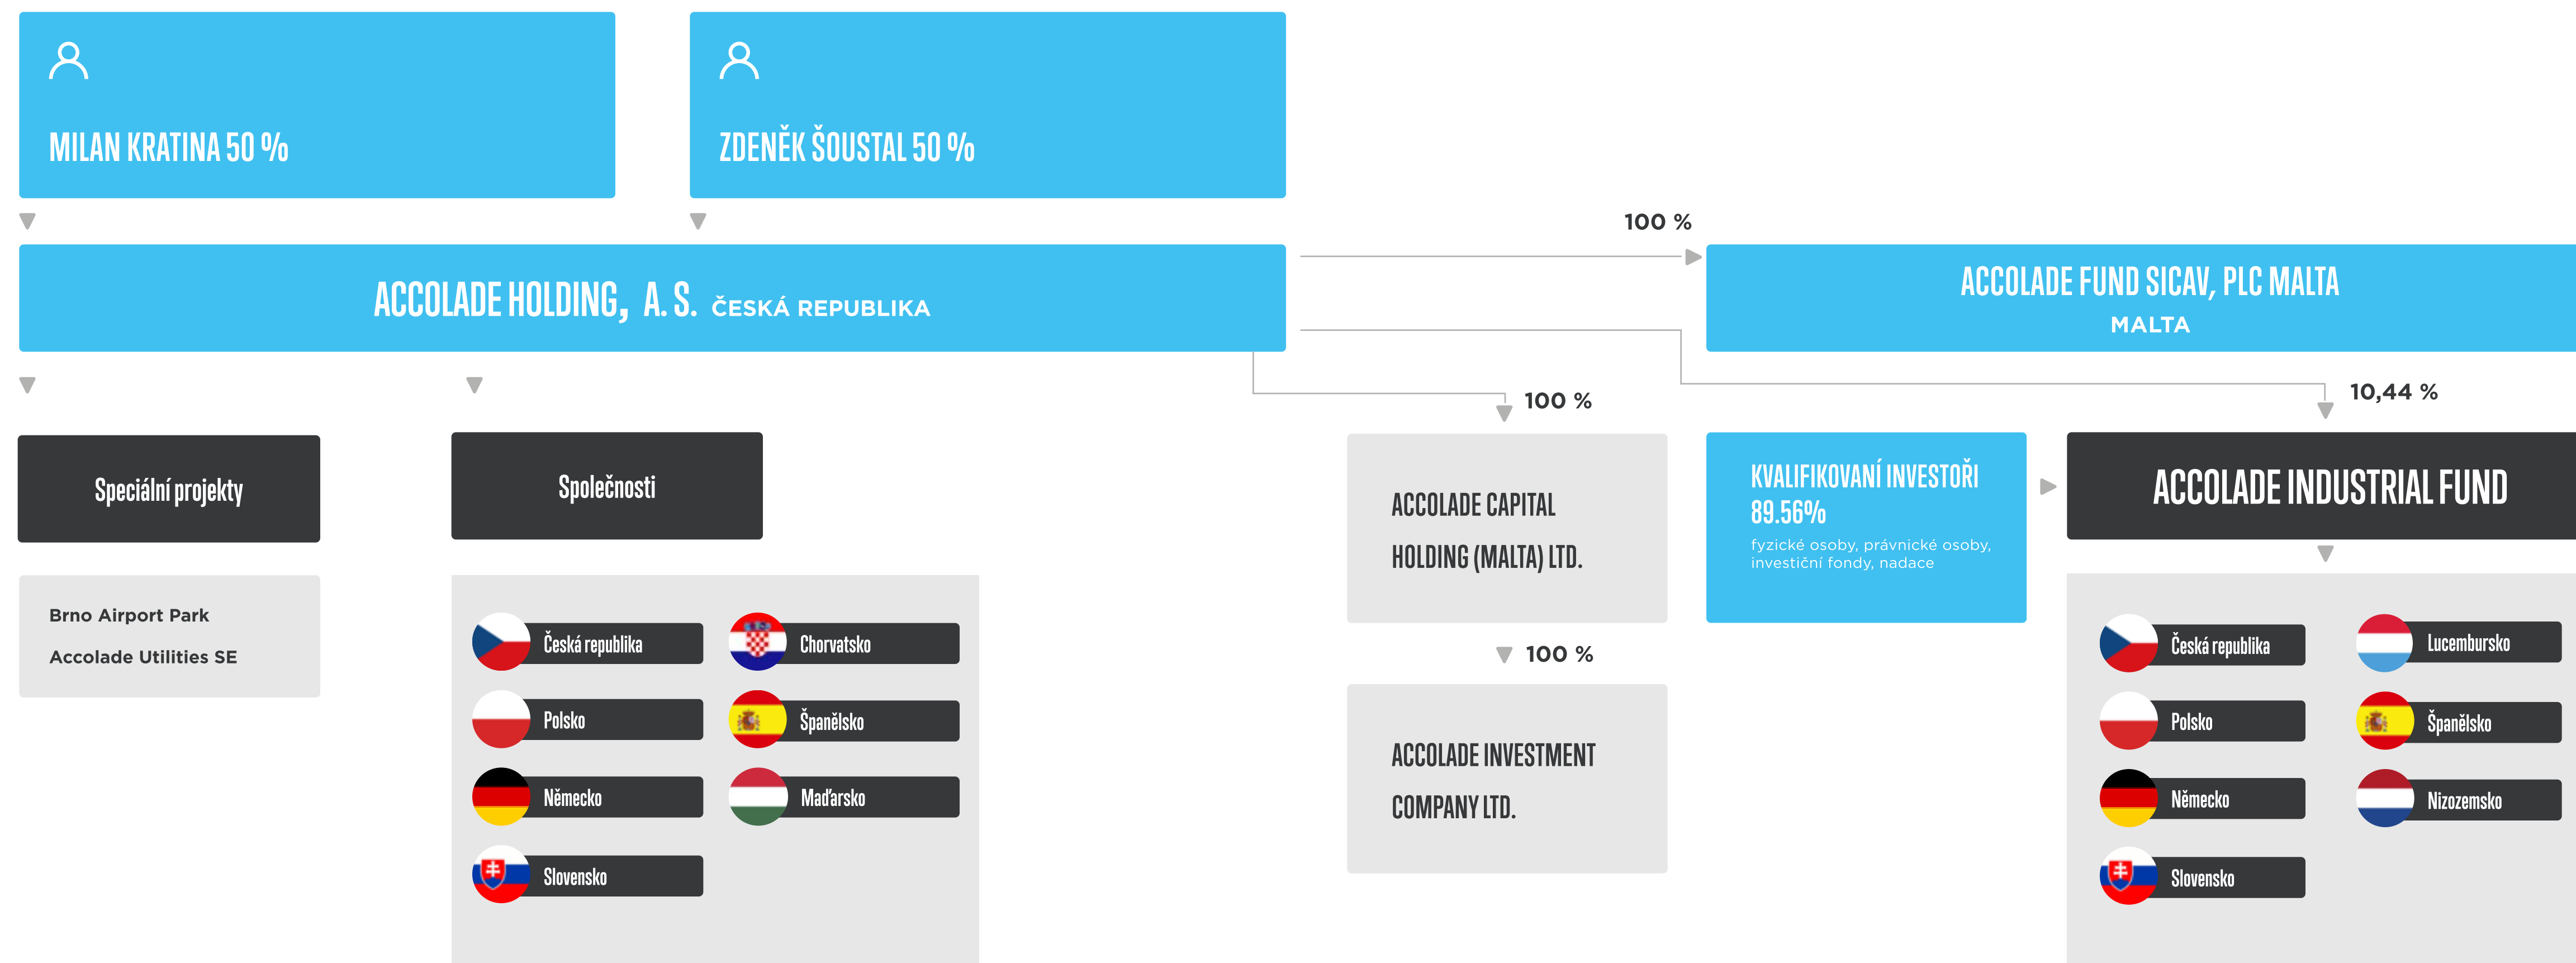 MILAN KRATINA 50 %
ZDENĚK ŠOUSTAL 50 %
100 %
ACCOLADE HOLDING, A. S. ČESKÁ REPUBLIKA
ACCOLADE FUND SICAV, PLC MALTA
MALTA
100 %
10,44 %
Speciální projekty
Společnosti
ACCOLADE CAPITAL
HOLDING (MALTA) LTD.
KVALIFIKOVANÍ INVESTOŘI
89.56%
fyzické osoby, právnické osoby,
investiční fondy, nadace
ACCOLADE INDUSTRIAL FUND
Brno Airport Park
Accolade Utilities SE
Česká republika
Polsko
Německo
Slovensko
Chorvatsko
Španělsko
Maďarsko
100 %
ACCOLADE INVESTMENT
COMPANY LTD.
Česká republika
Polsko
Německo
Slovensko
Lucembursko
Španělsko
Nizozemsko